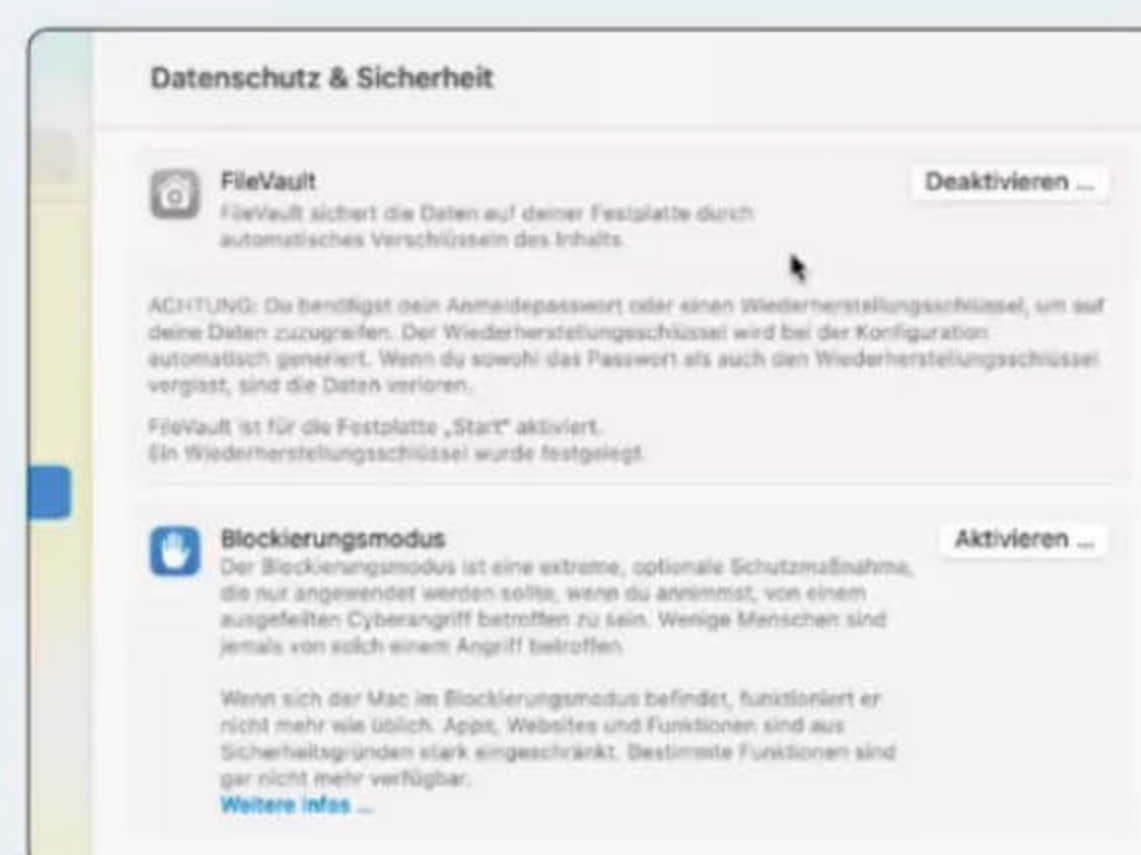 Datenschutz & Sicherheit
FileVault
Deaktivieren ...
FileVault sichert die Daten auf deiner Festplatte durch
automatisches Verschlüsseln des Inhalts.
ACHTUNG: Du benötigst dein Anmeldepasswort oder einen Wiederherstellungsschlüssel, um auf
deine Daten zuzugreifen. Der Wiederherstellungsschlüssel wird bei der Konfiguration
automatisch generiert. Wenn du sowohl das Passwort als auch den Wiederherstellungsschlüssel
vergisst, sind die Daten verloren.
FileVault ist für die Festplatte „Start“ aktiviert.
Ein Wiederherstellungsschlüssel wurde festgelegt.
Blockierungsmodus
Aktivieren ...
Der Blockierungsmodus ist eine extreme, optionale Schutzmaßnahme,
die nur angewendet werden sollte, wenn du annimmst, von einem
ausgefeilten Cyberangriff betroffen zu sein. Wenige Menschen sind
jemals von solch einem Angriff betroffen.
Wenn sich der Mac im Blockierungsmodus befindet, funktioniert er
nicht mehr wie üblich. Apps, Websites und Funktionen sind aus
Sicherheitsgründen stark eingeschränkt. Bestimmte Funktionen sind
gar nicht mehr verfügbar.
Weitere Infos ...